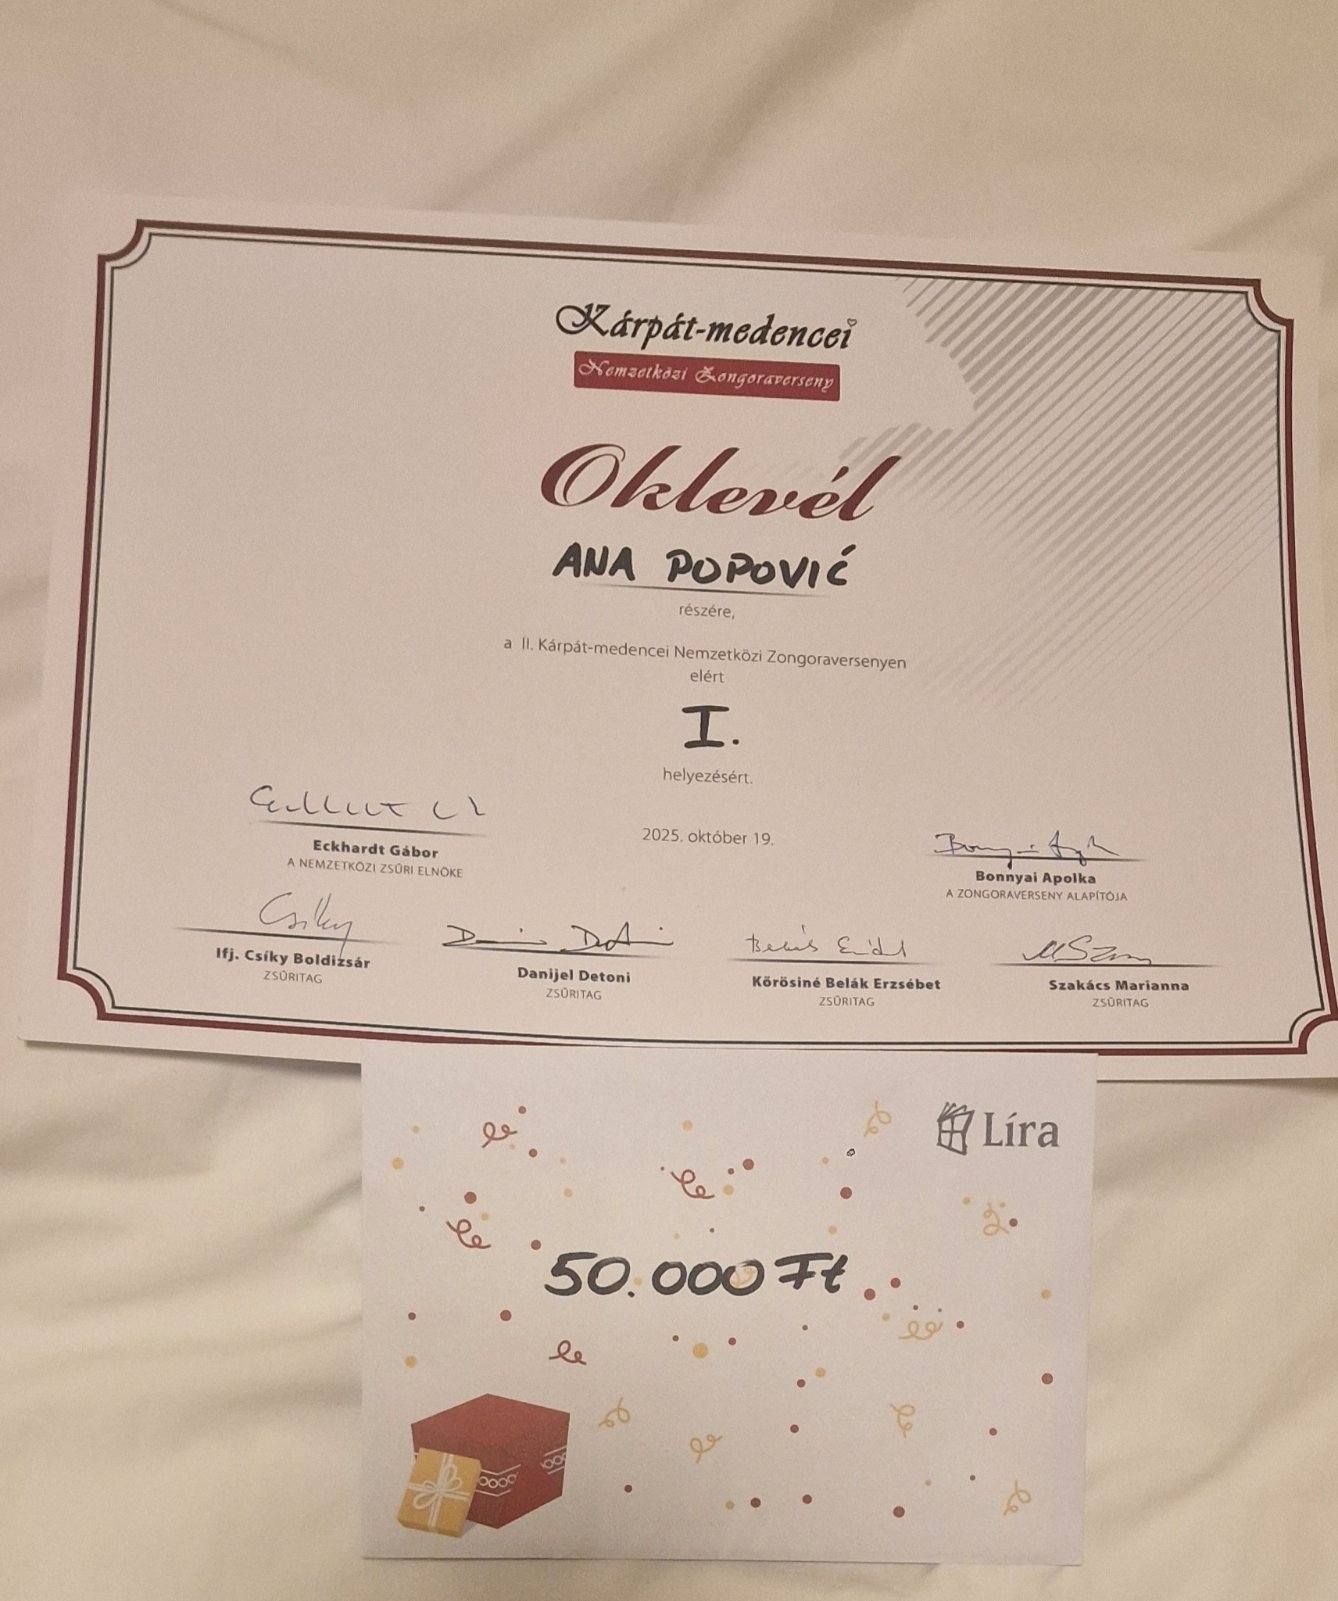 Kárpát-medencei
Nemzetközi Zongoraverseny
Oklevél
ANA POPOVIĆ
részére,
a II. Kárpát-medencei Nemzetközi Zongoraversenyen
elért
I.
helyezésért.
2025. október 19.
Eckhardt Gábor
A NEMZETKÖZI ZSŰRI ELNÖKE
Bonnyai Apolka
A ZONGORAVERSENY ALAPÍTÓJA
Csíky
Ifj. Csíky Boldizsár
ZSŰRITAG
Danijel Detoni
ZSŰRITAG
Kőrösiné Belák Erzsébet
ZSŰRITAG
Szakács Marianna
ZSŰRITAG
Líra
50.000 Ft